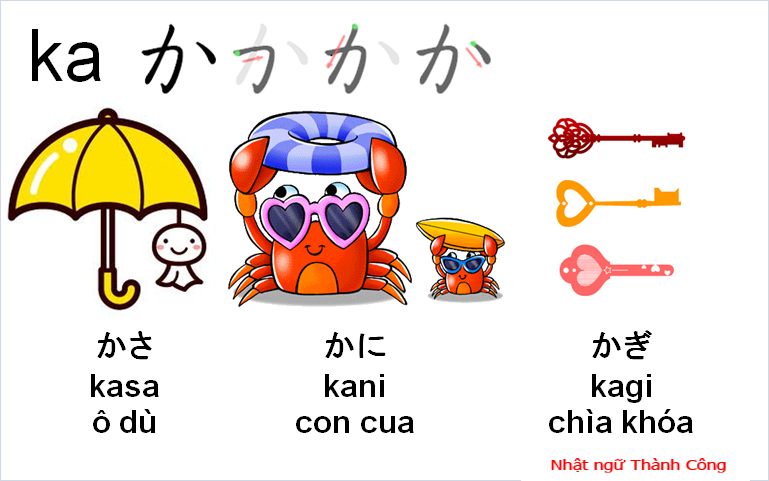 ka か か か か
かさ かに かぎ
kasa kani kagi
ô dù con cua chìa khóa
Nhật ngữ Thành Công